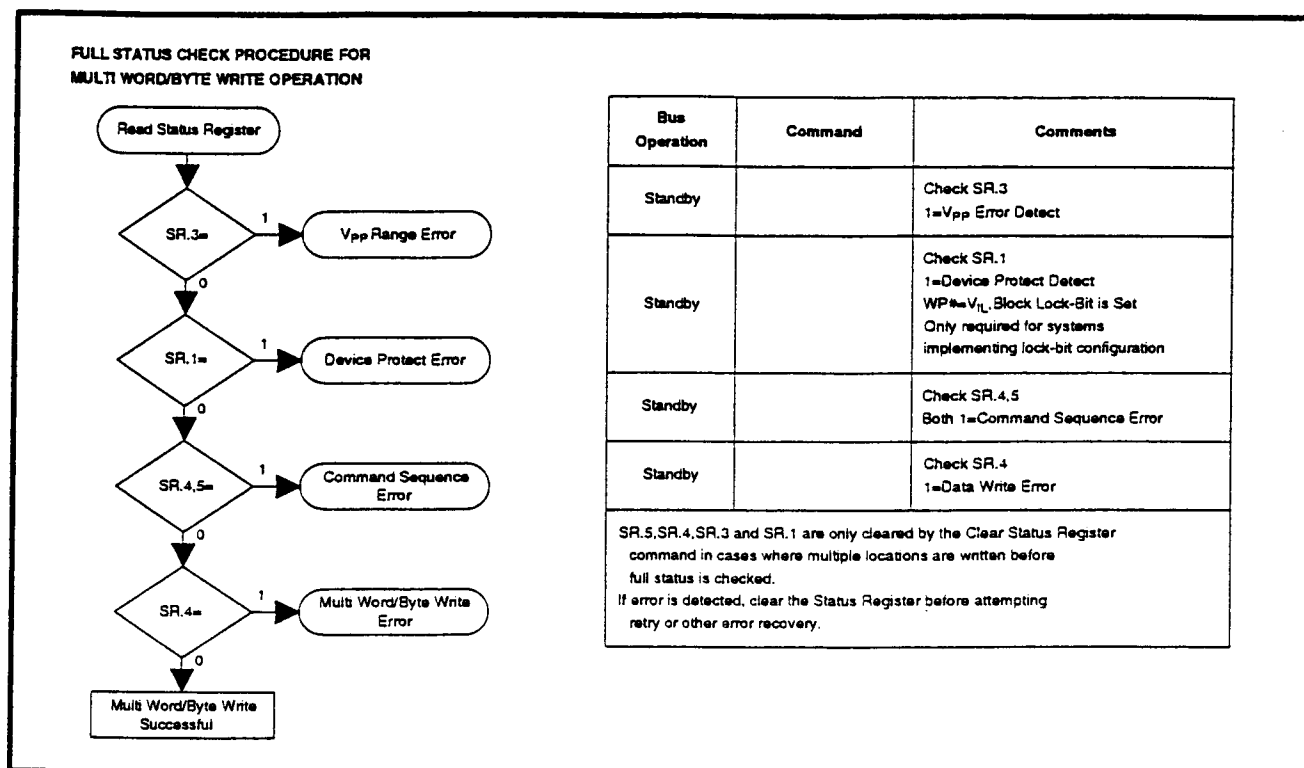 FULL STATUS CHECK PROCEDURE FOR
MULTI WORD/BYTE WRITE OPERATION
Read Status Register
SR.3=
1
VPP Range Error
0
SR.1=
1
Device Protect Error
0
SR.4,5=
1
Command Sequence
Error
0
SR.4=
1
Multi Word/Byte Write
Error
0
Multi Word/Byte Write
Successful
Bus
Operation
Command
Comments
Standby
Check SR.3
1=VPP Error Detect
Standby
Check SR.1
1=Device Protect Detect
WP#=VIL,Block Lock-Bit is Set
Only required for systems
implementing lock-bit configuration
Standby
Check SR.4,5
Both 1=Command Sequence Error
Standby
Check SR.4
1=Data Write Error
SR.5,SR.4,SR.3 and SR.1 are only cleared by the Clear Status Register
command in cases where multiple locations are written before
full status is checked.
If error is detected, clear the Status Register before attempting
retry or other error recovery.